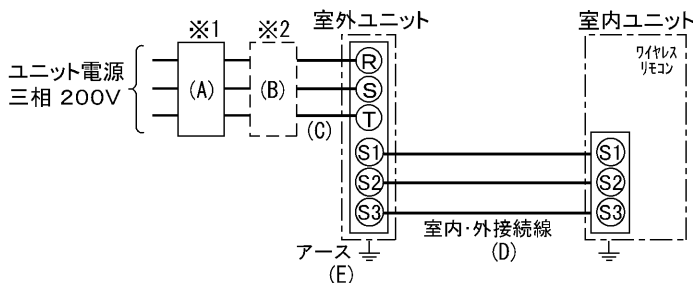 ※1
※2
室外ユニット
室内ユニット
ワイヤレス
リモコン
ユニット電源
三相 200V
(A)
(B)
(C)
R
S
T
S1
S2
S3
S1
S2
S3
室内・外接続線
(D)
アース
(E)